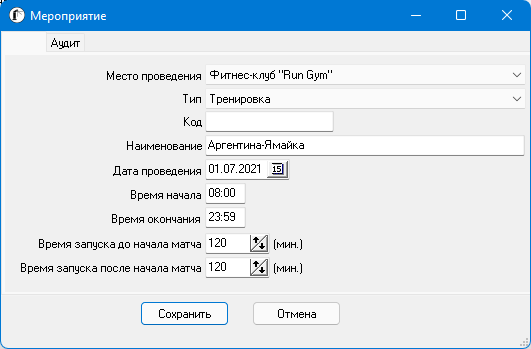 Мероприятие
Аудит
Место проведения Фитнес-клуб "Run Gym"
Тип Тренировка
Код
Наименование Аргентина-Ямайка
Дата проведения 01.07.2021 15
Время начала 08:00
Время окончания 23:59
Время запуска до начала матча 120 (мин.)
Время запуска после начала матча 120 (мин.)
Сохранить Отмена